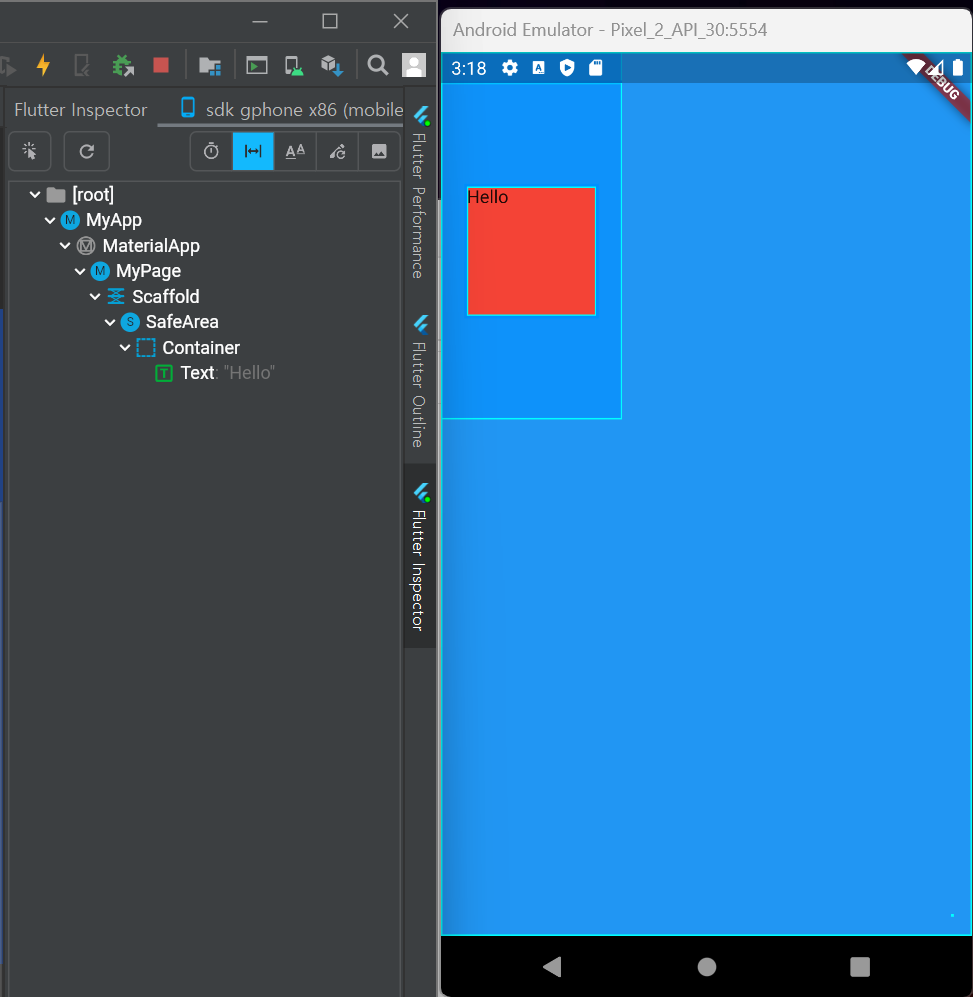 Flutter Inspector
sdk gphone x86 (mobile
[root]
MyApp
MaterialApp
MyPage
Scaffold
SafeArea
Container
Text: "Hello"
Flutter Performance
Flutter Outline
Flutter Inspector
Android Emulator - Pixel_2_API_30:5554
3:18
DEBUG
Hello